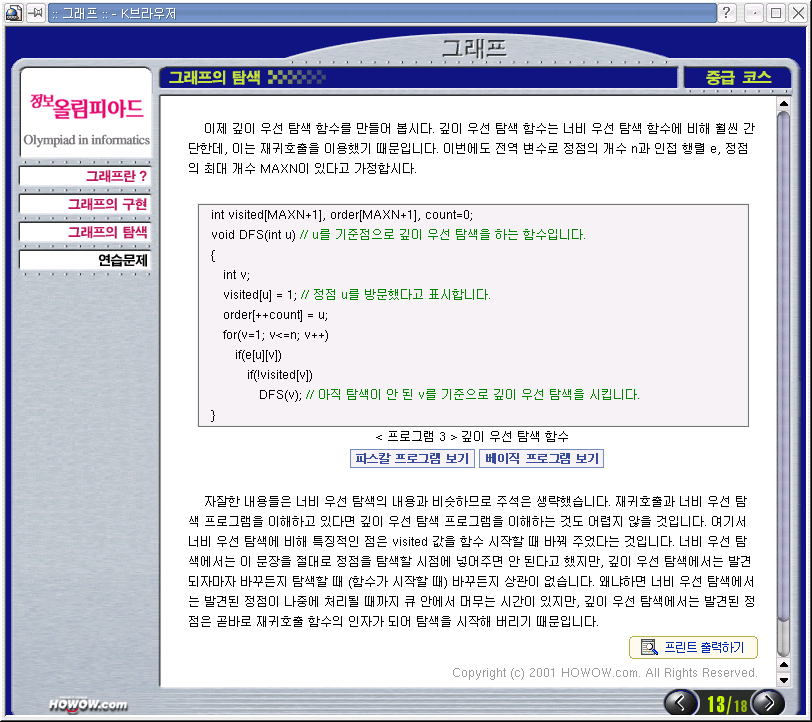 :: 그래프 :: - K브라우저
그래프
그래프의 탐색
중급 코스
정보올림피아드
Olympiad in informatics
그래프란 ?
그래프의 구현
그래프의 탐색
연습문제
이제 깊이 우선 탐색 함수를 만들어 봅시다. 깊이 우선 탐색 함수는 너비 우선 탐색 함수에 비해 훨씬 간
단한데, 이는 재귀호출을 이용했기 때문입니다. 이번에도 전역 변수로 정점의 개수 n과 인접 행렬 e, 정점
의 최대 개수 MAXN이 있다고 가정합시다.
int visited[MAXN+1], order[MAXN+1], count=0;
void DFS(int u) // u를 기준점으로 깊이 우선 탐색을 하는 함수입니다.
{
int v;
visited[u] = 1; // 정점 u를 방문했다고 표시합니다.
order[++count] = u;
for(v=1; v<=n; v++)
if(e[u][v])
if(!visited[v])
DFS(v); // 아직 탐색이 안 된 v를 기준으로 깊이 우선 탐색을 시킵니다.
}
< 프로그램 3 > 깊이 우선 탐색 함수
파스칼 프로그램 보기 베이직 프로그램 보기
자잘한 내용들은 너비 우선 탐색의 내용과 비슷하므로 주석은 생략했습니다. 재귀호출과 너비 우선 탐
색 프로그램을 이해하고 있다면 깊이 우선 탐색 프로그램을 이해하는 것도 어렵지 않을 것입니다. 여기서
너비 우선 탐색에 비해 특징적인 점은 visited 값을 함수 시작할 때 바꿔 주었다는 것입니다. 너비 우선 탐
색에서는 이 문장을 절대로 정점을 탐색할 시점에 넣어주면 안 된다고 했지만, 깊이 우선 탐색에서는 발견
되자마자 바꾸든지 탐색할 때 (함수가 시작할 때) 바꾸든지 상관이 없습니다. 왜냐하면 너비 우선 탐색에서
는 발견된 정점이 나중에 처리될 때까지 큐 안에서 머무는 시간이 있지만, 깊이 우선 탐색에서는 발견된 정
점은 곧바로 재귀호출 함수의 인자가 되어 탐색을 시작해 버리기 때문입니다.
프린트 출력하기
Copyright (c) 2001 HOWOW.com. All Rights Reserved.
HOWOW.com
13/18